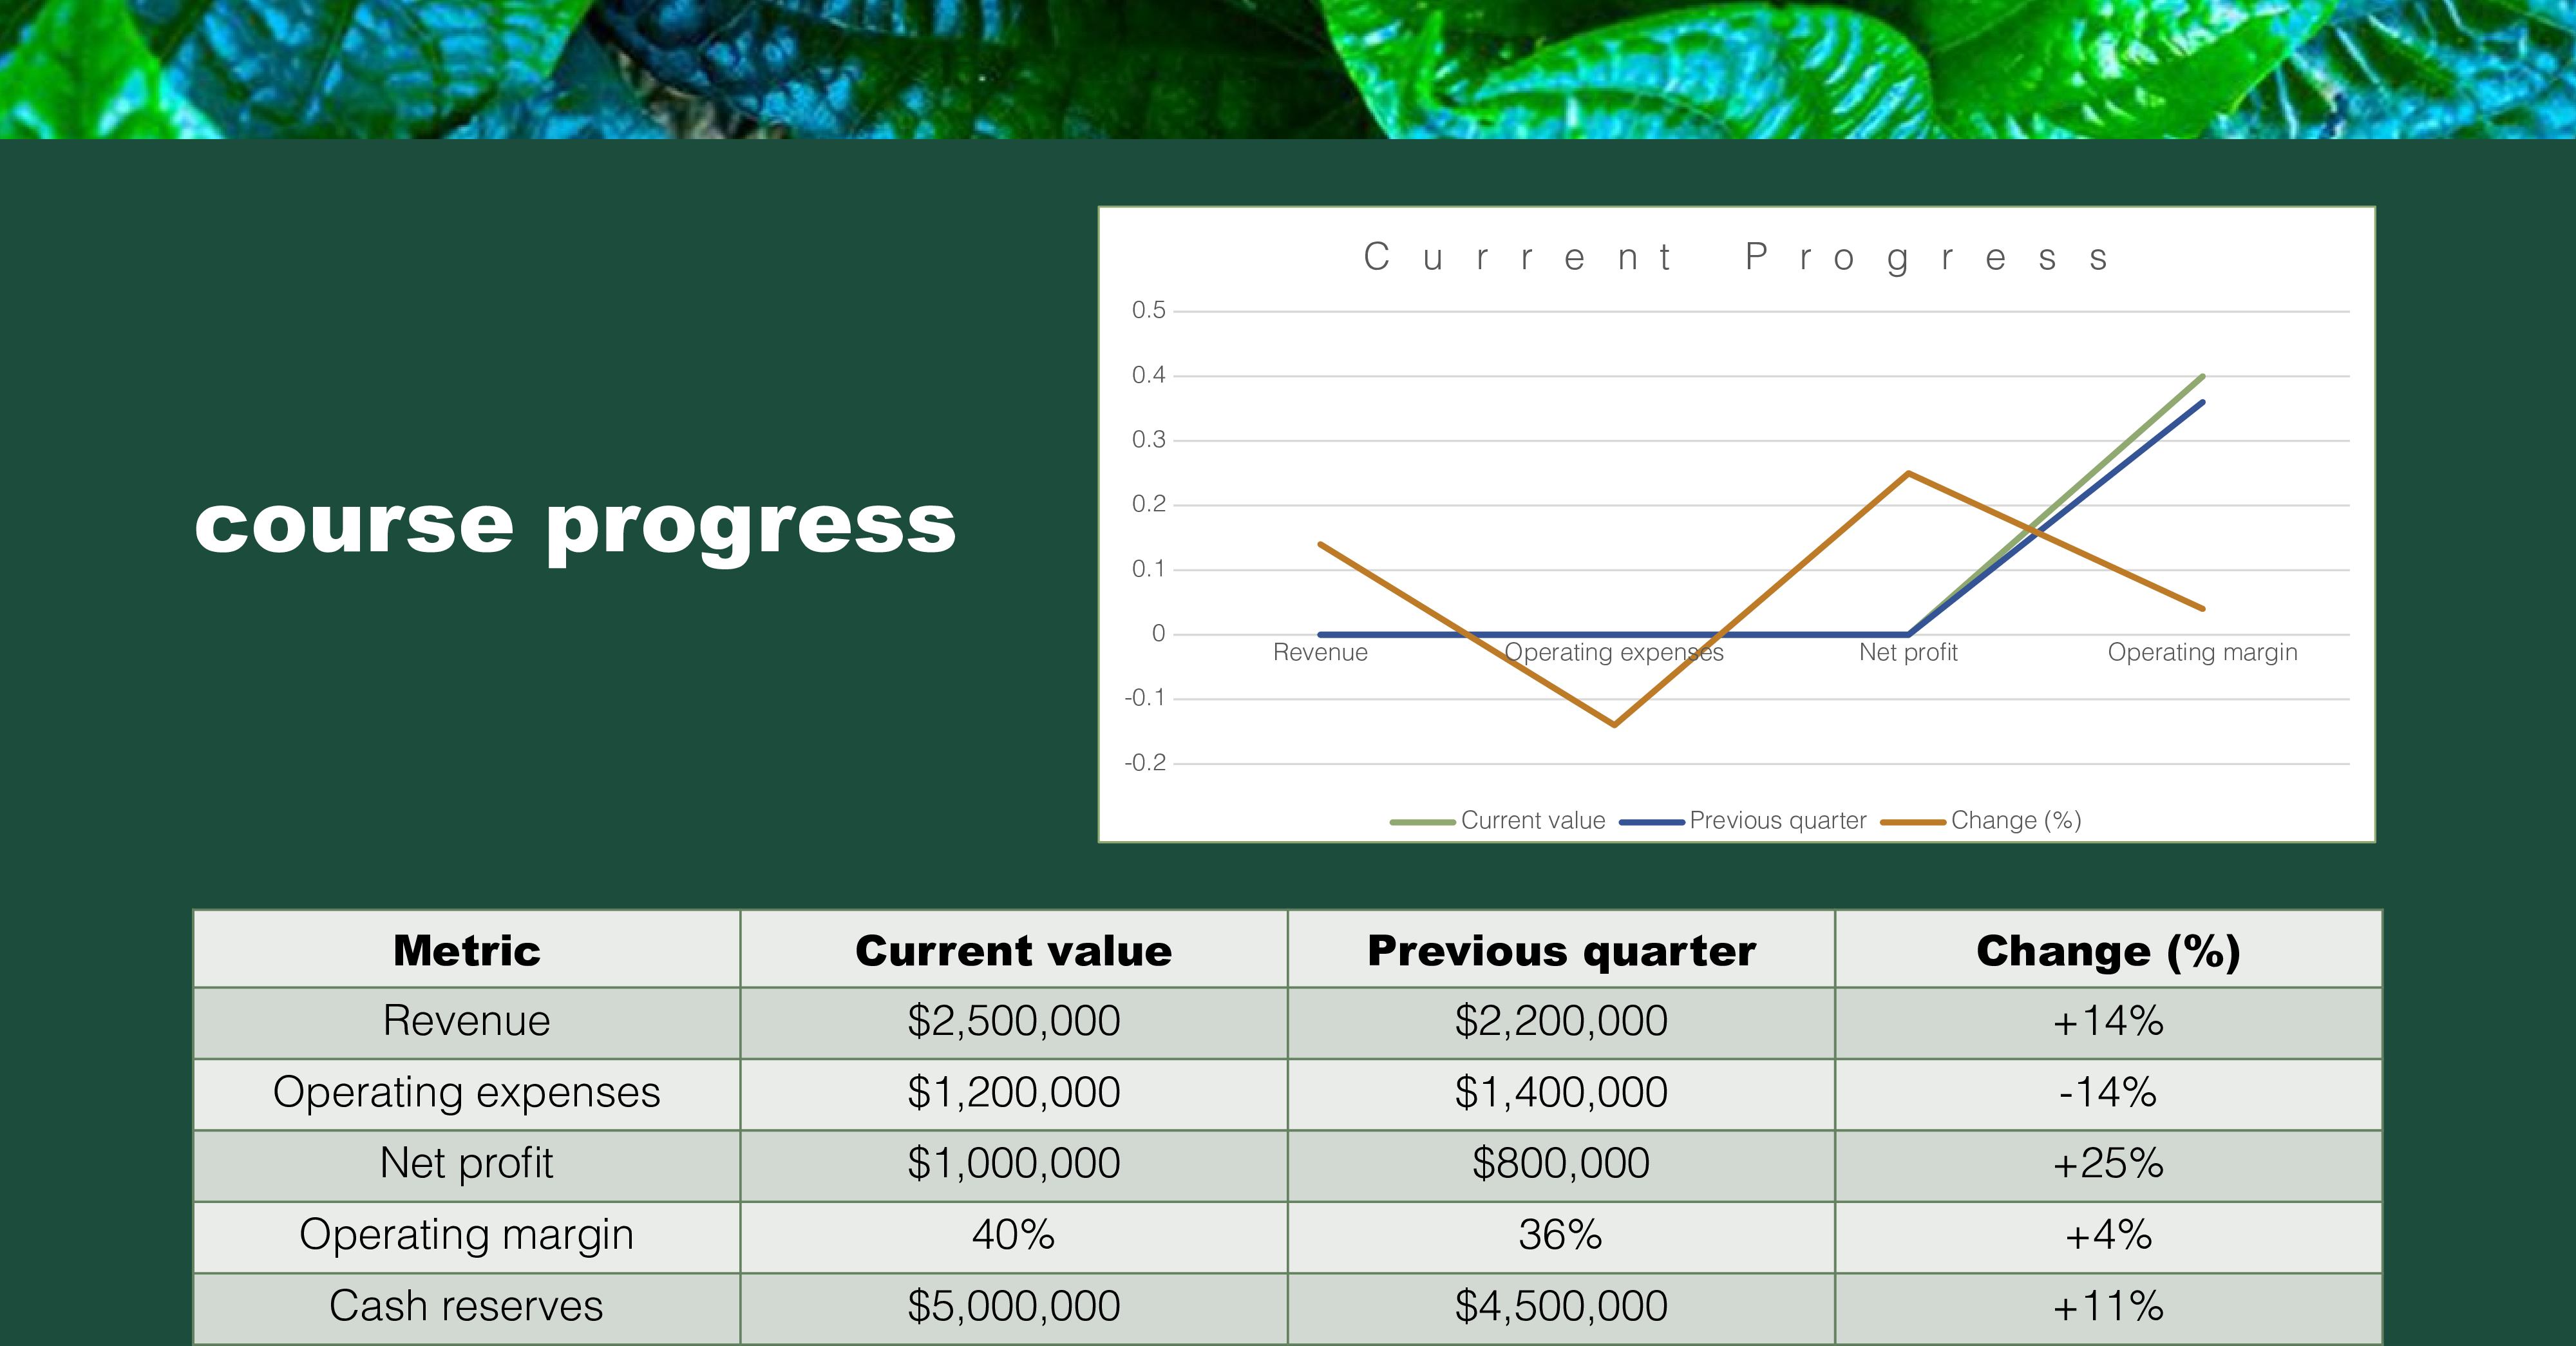 course progress
Current Progress
0.5
0.4
0.3
0.2
0.1
0
-0.1
-0.2
Revenue Operating expenses Net profit Operating margin
Current value Previous quarter Change (%)
Metric Current value Previous quarter Change (%)
Revenue $2,500,000 $2,200,000 +14%
Operating expenses $1,200,000 $1,400,000 -14%
Net profit $1,000,000 $800,000 +25%
Operating margin 40% 36% +4%
Cash reserves $5,000,000 $4,500,000 +11%